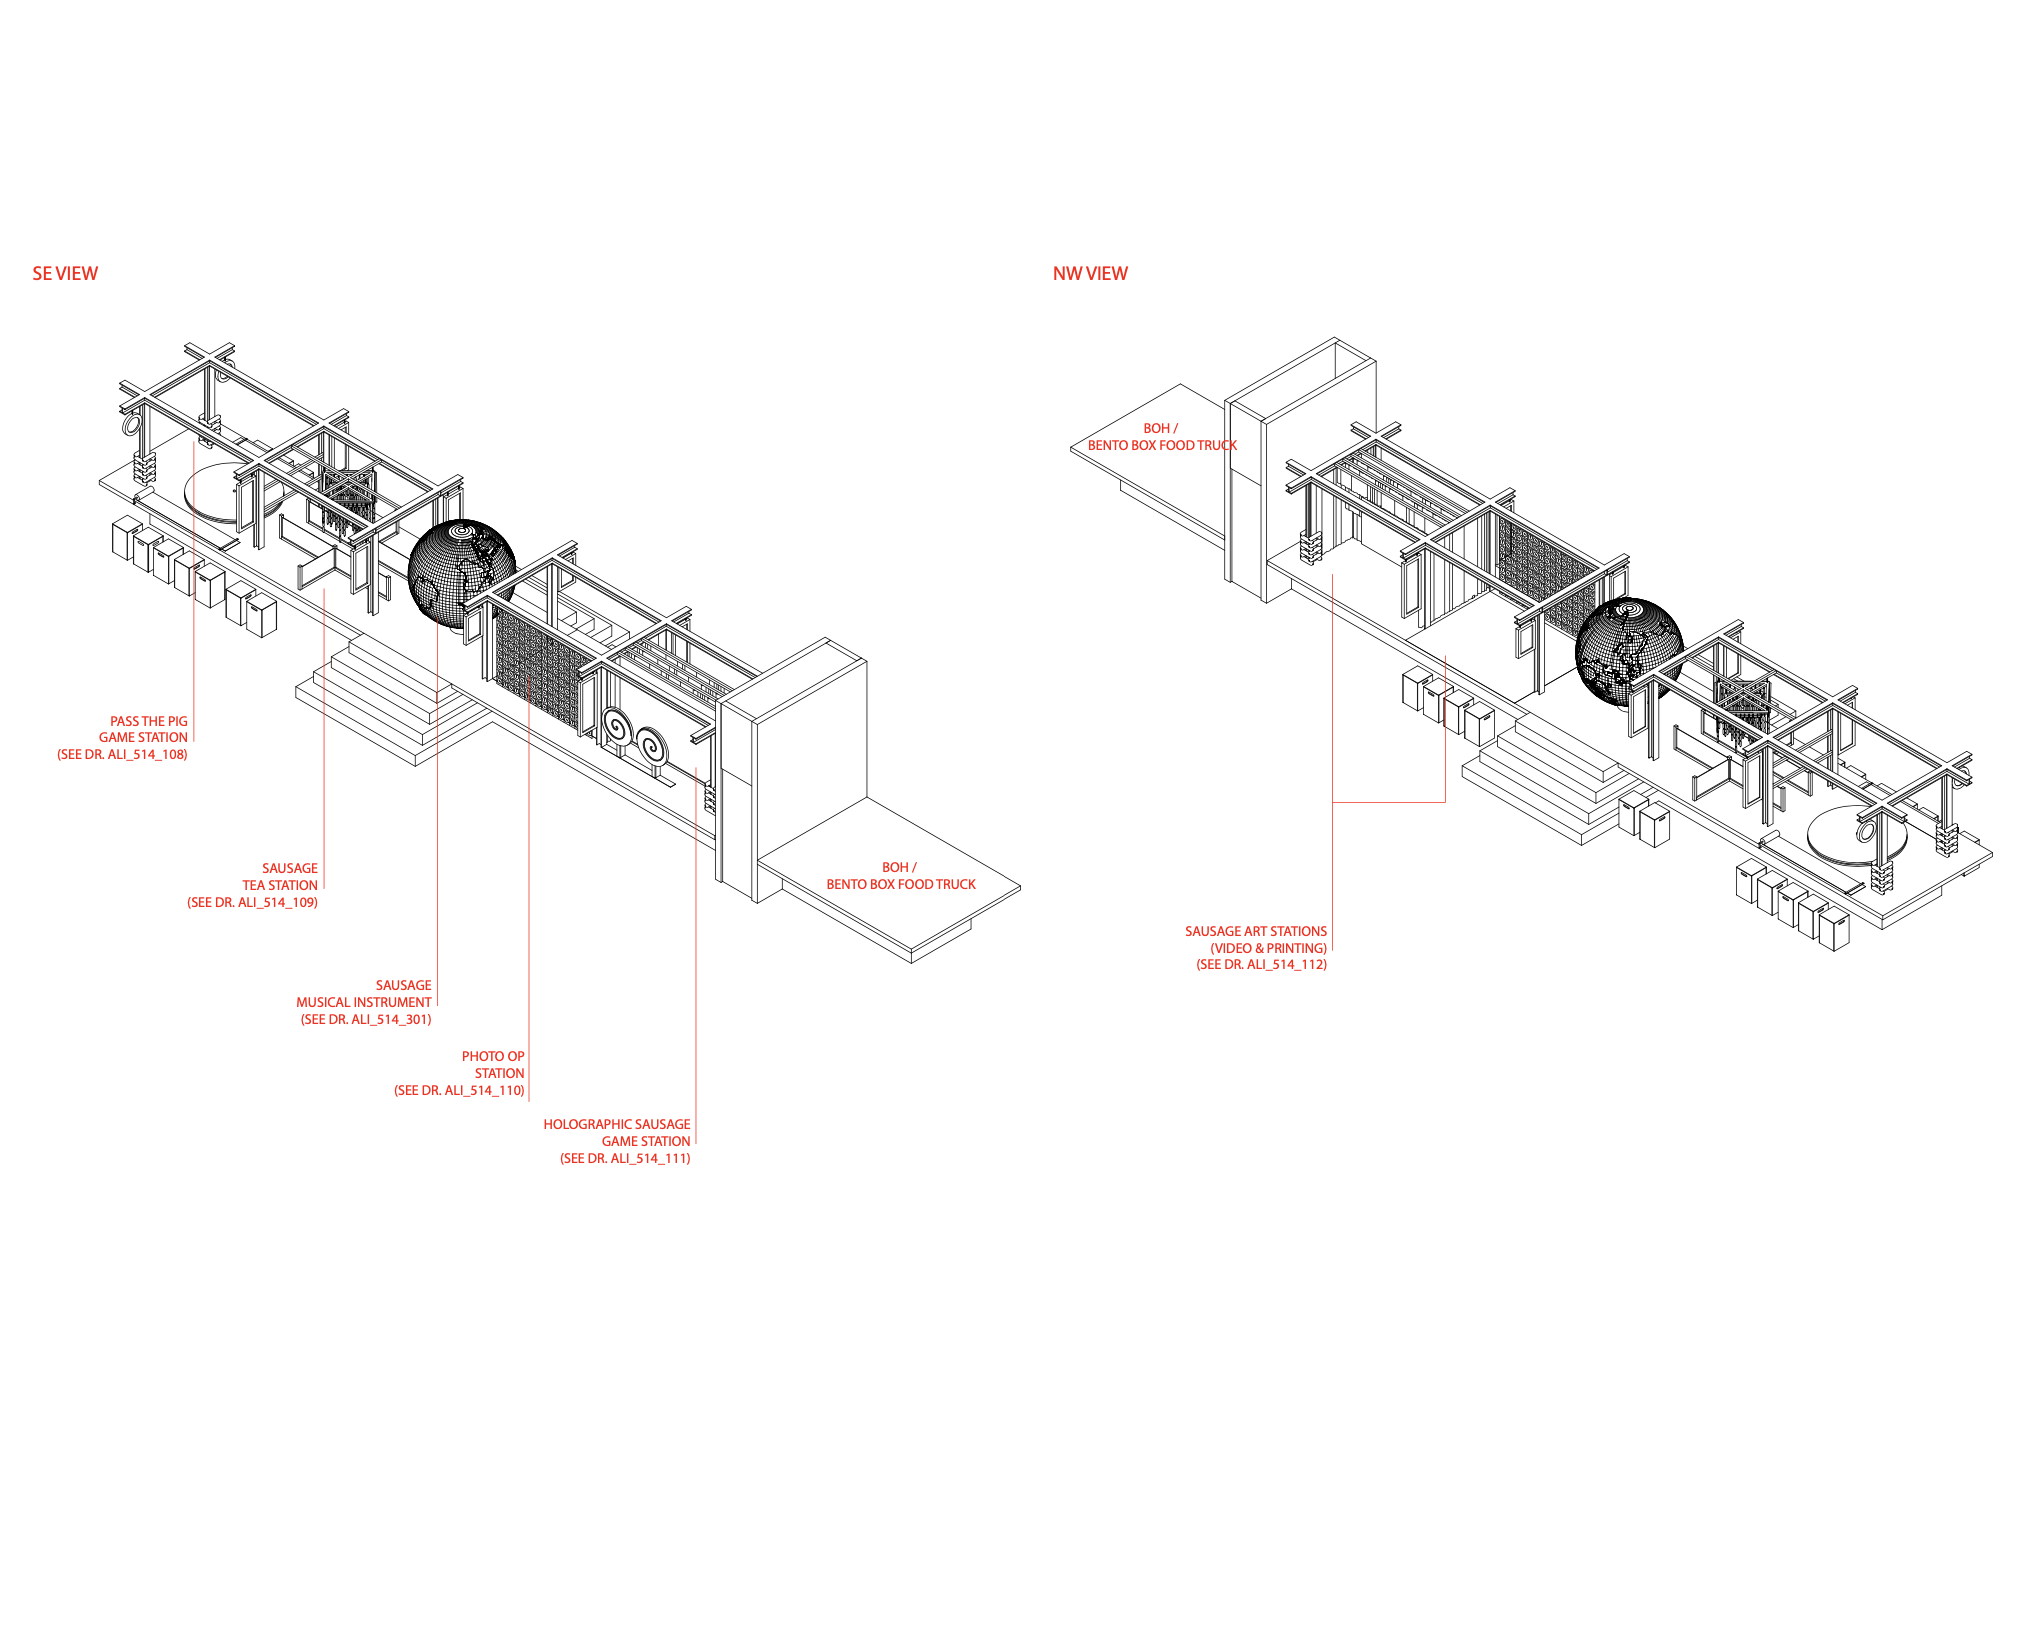 SE VIEW
PASS THE PIG
GAME STATION
(SEE DR. ALI_514_108)
SAUSAGE
TEA STATION
(SEE DR. ALI_514_109)
SAUSAGE
MUSICAL INSTRUMENT
(SEE DR. ALI_514_301)
PHOTO OP
STATION
(SEE DR. ALI_514_110)
HOLOGRAPHIC SAUSAGE
GAME STATION
(SEE DR. ALI_514_111)
BOH /
BENTO BOX FOOD TRUCK
NW VIEW
BOH /
BENTO BOX FOOD TRUCK
SAUSAGE ART STATIONS
(VIDEO & PRINTING)
(SEE DR. ALI_514_112)